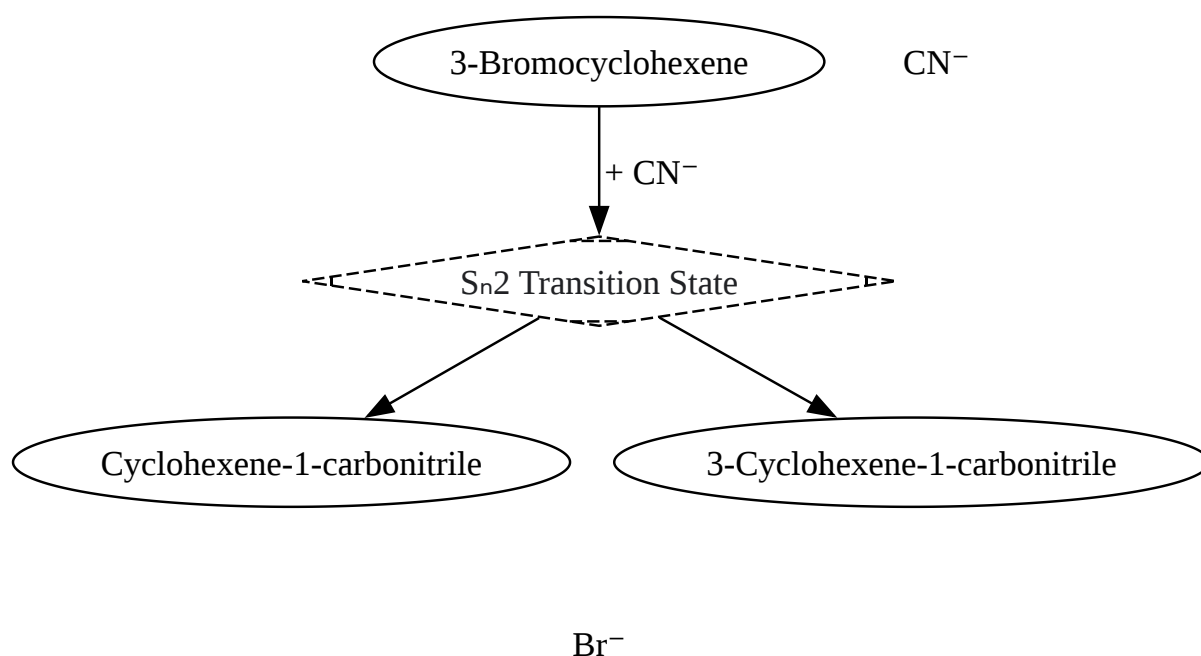 3-Bromocyclohexene
CN⁻
+ CN⁻
Sₙ2 Transition State
Cyclohexene-1-carbonitrile
3-Cyclohexene-1-carbonitrile
Br⁻